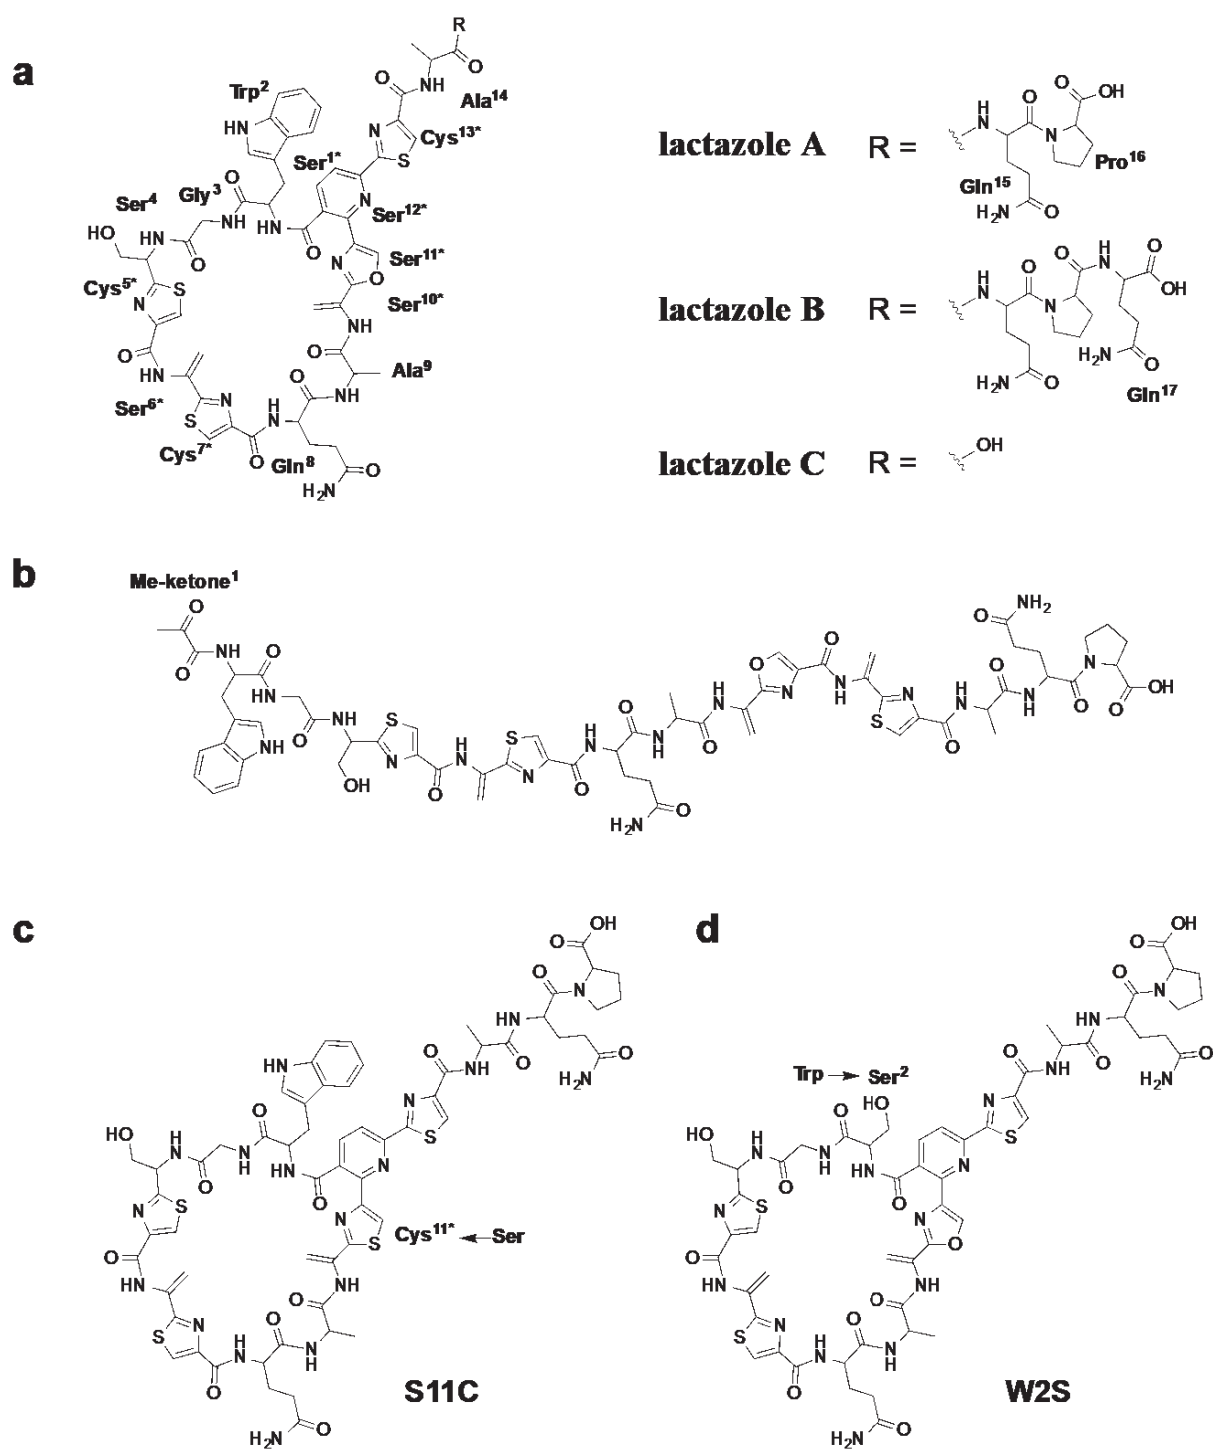 a
R
O
O
NH
Ala14
Trp2
HN
N
S
Cys13*
Ser1*
O
Gly3
NH
HN
O
N
Ser12*
Ser4
HO
HN
O
N
O
Ser11*
Cys5*
N
S
Ser10*
NH
O
O
HN
Ser6*
N
S
Cys7*
O
H
N
O
NH
Ala9
O
Gln8
O
H2N
lactazole A R =
H
N
O
N
O
OH
Pro16
Gln15
H2N
O
lactazole B R =
H
N
O
N
O
HN
O
OH
H2N
O
H2N
O
Gln17
lactazole C R =
OH
b
Me-ketone1
O
O
NH
O
HN
O
NH
NH
OH
S
N
O
H
N
S
N
O
H
N
O
N
H
O
H2N
O
H
N
O
N
N
H
O
S
N
O
H
N
O
N
H
O
NH2
O
N
O
OH
c
O
OH
O
N
HN
O
O
H2N
O
NH
HN
N
S
O
NH
HN
O
N
HO
H
N
O
N
S
Cys11* Ser
N
S
O
HN
NH
O
N
S
O
H
N
O
NH
O
H2N
S11C
d
O
OH
O
N
HN
O
O
H2N
O
NH
Trp Ser2
HO
N
S
O
NH
HN
O
N
HO
H
N
O
N
O
N
S
O
HN
NH
O
N
S
O
H
N
O
NH
O
H2N
W2S